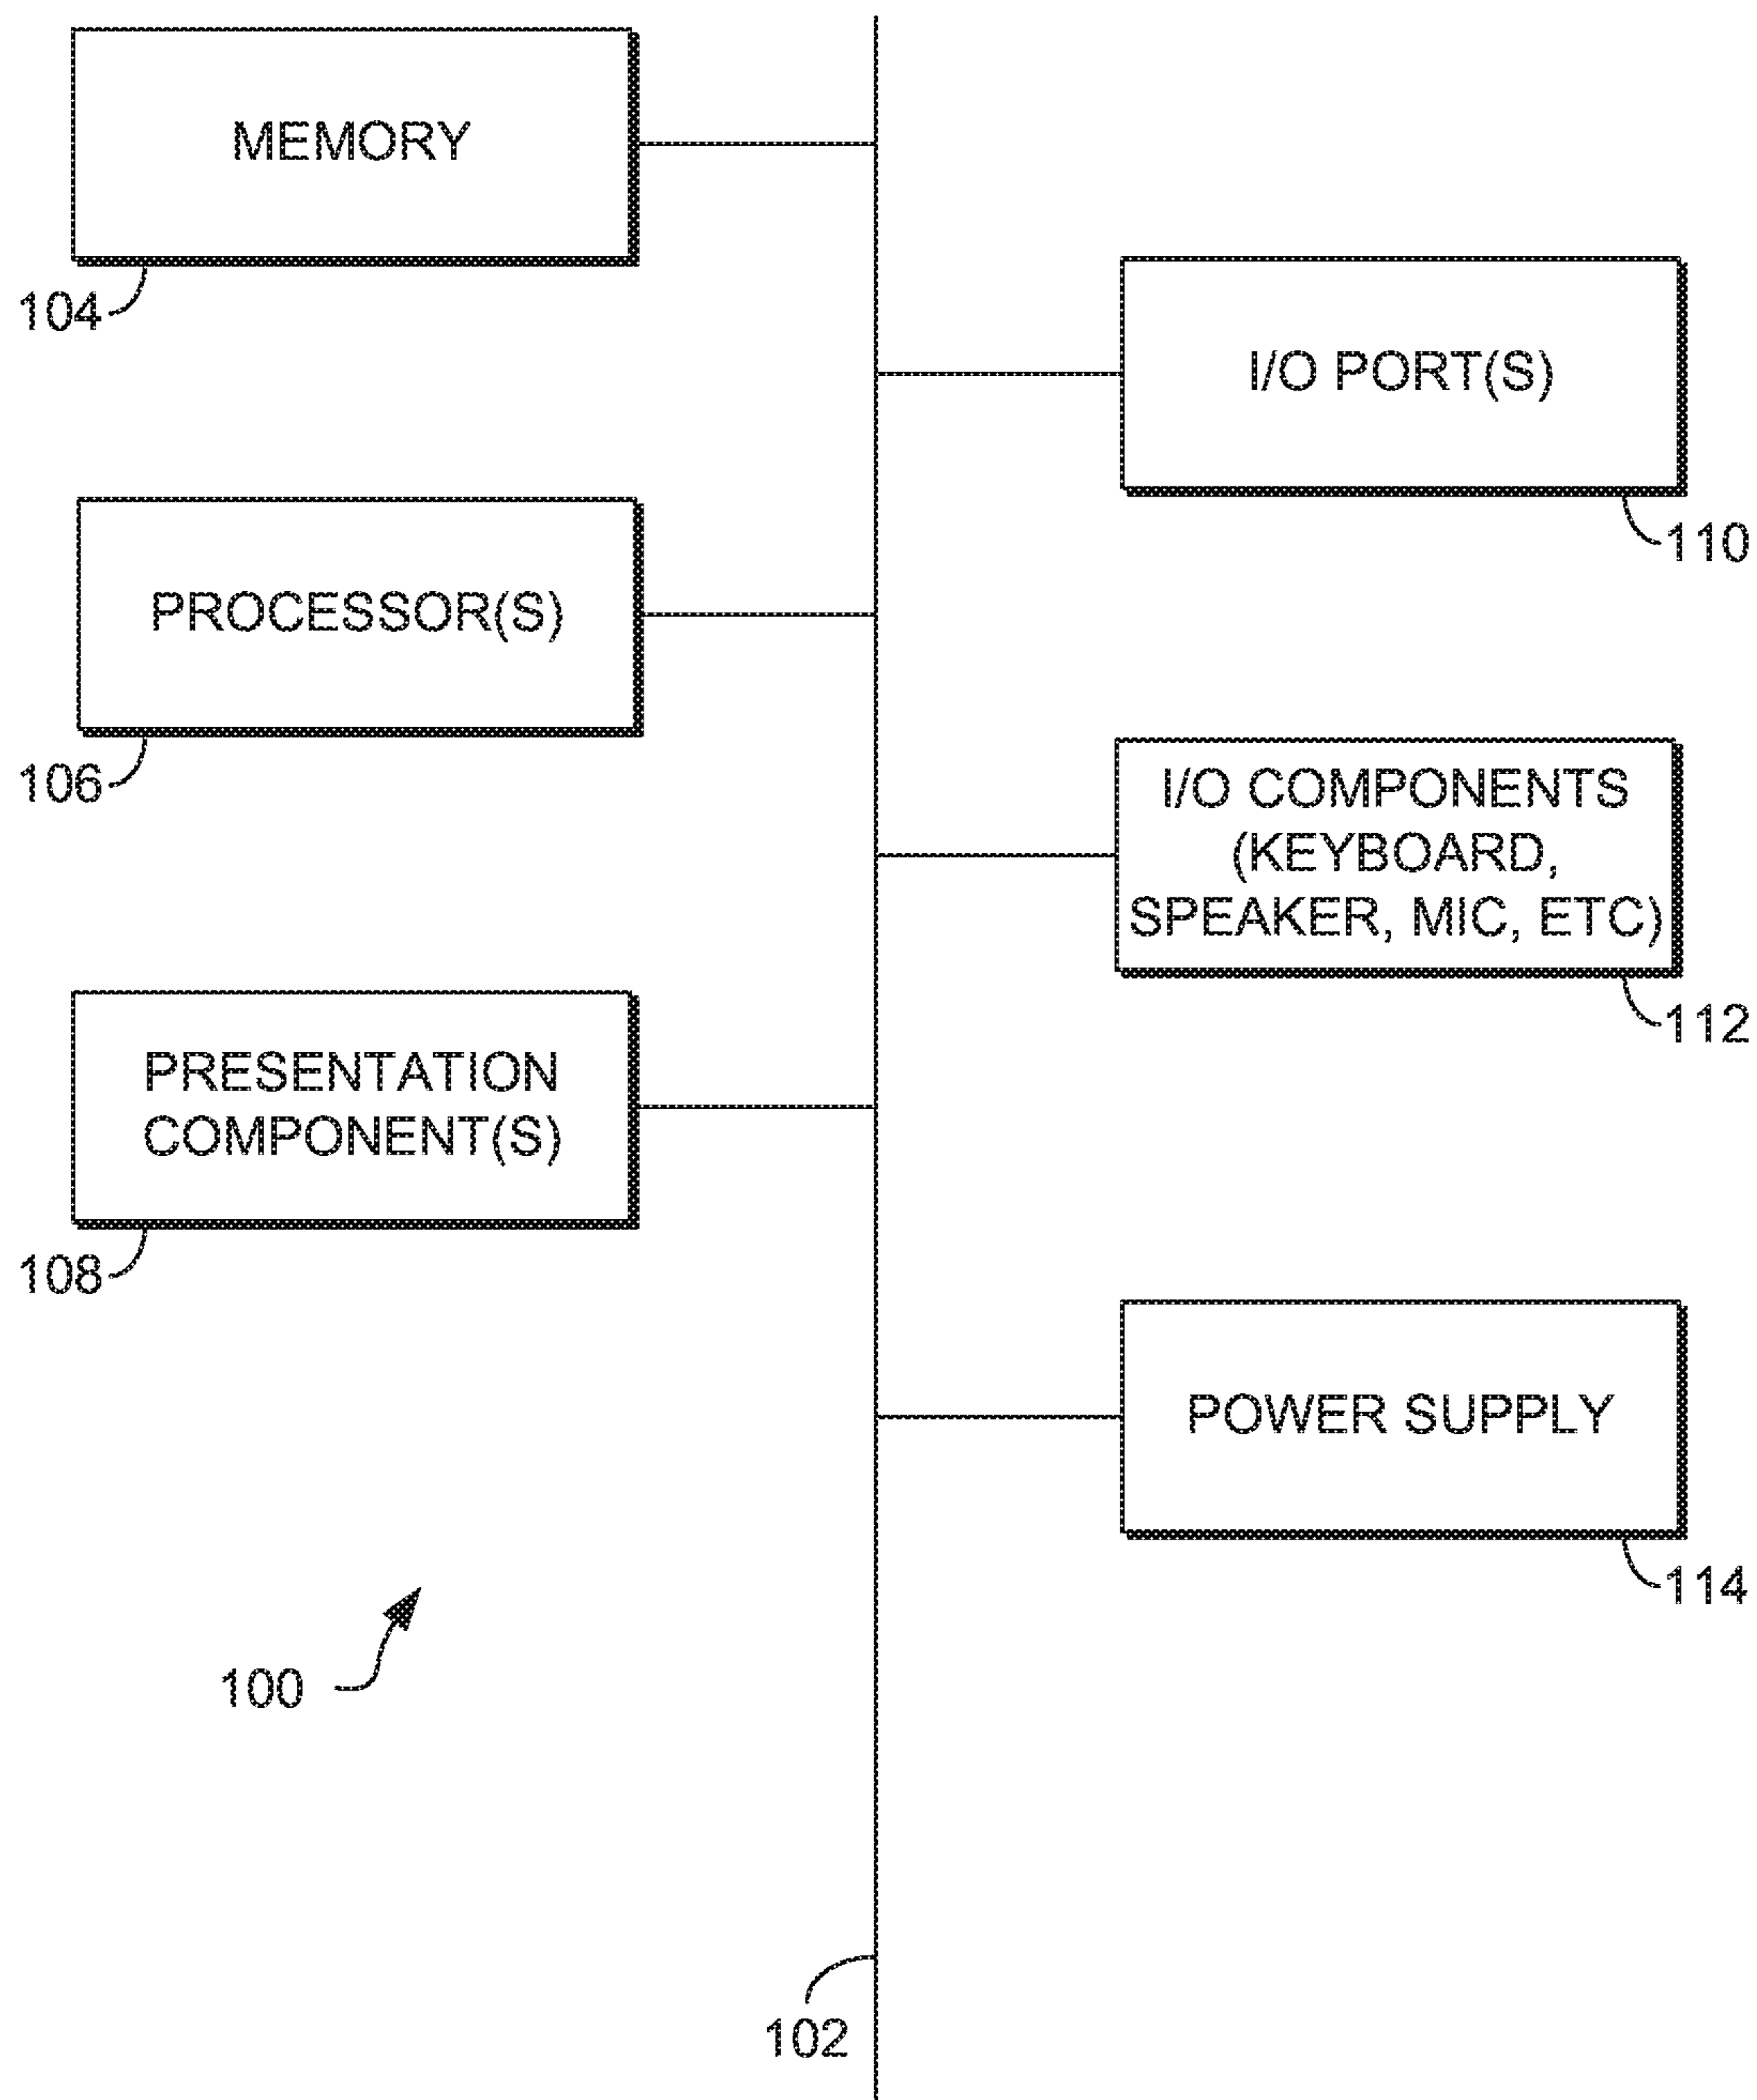 MEMORY
104
I/O PORT(S)
110
PROCESSOR(S)
106
I/O COMPONENTS
(KEYBOARD,
SPEAKER, MIC, ETC)
112
PRESENTATION
COMPONENT(S)
108
POWER SUPPLY
114
100
102